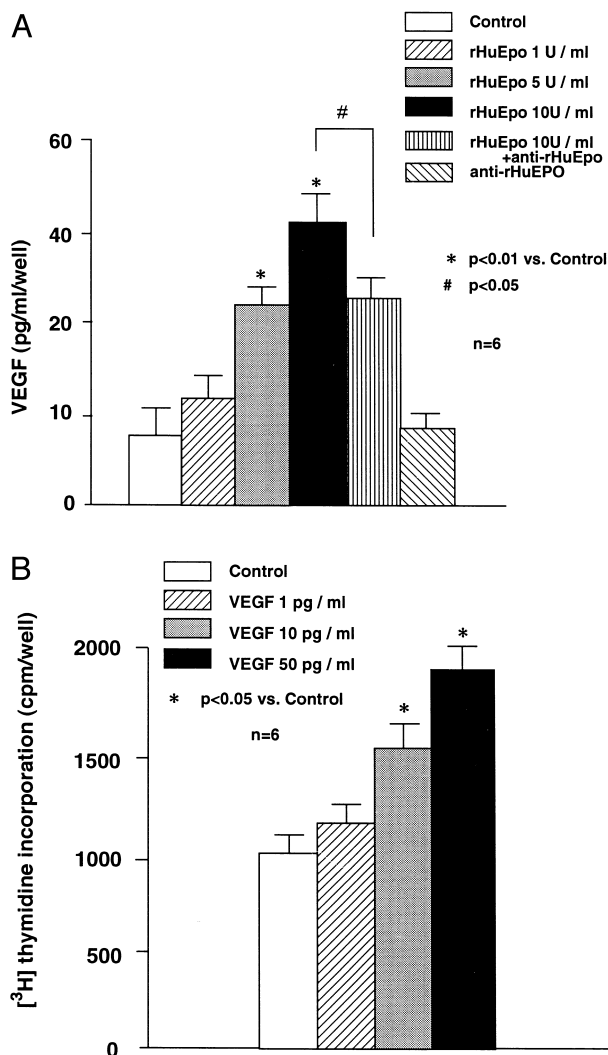 A
Control
rHuEpo 1 U / ml
rHuEpo 5 U / ml
rHuEpo 10U / ml
rHuEpo 10U / ml
+anti-rHuEpo
anti-rHuEPO
* p<0.01 vs. Control
# p<0.05
n=6
#
*
*
60
40
20
10
0
VEGF (pg/ml/well)
B
Control
VEGF 1 pg / ml
VEGF 10 pg / ml
VEGF 50 pg / ml
* p<0.05 vs. Control
n=6
*
*
2000
1500
1000
500
0
[³H] thymidine incorporation (cpm/well)